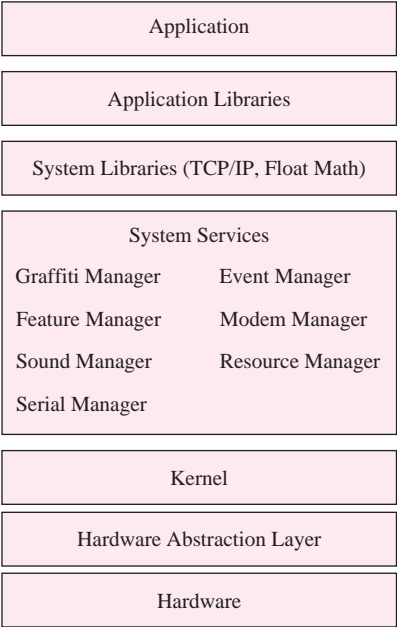 Application
Application Libraries
System Libraries (TCP/IP, Float Math)
System Services
Graffiti Manager Event Manager
Feature Manager Modem Manager
Sound Manager Resource Manager
Serial Manager
Kernel
Hardware Abstraction Layer
Hardware